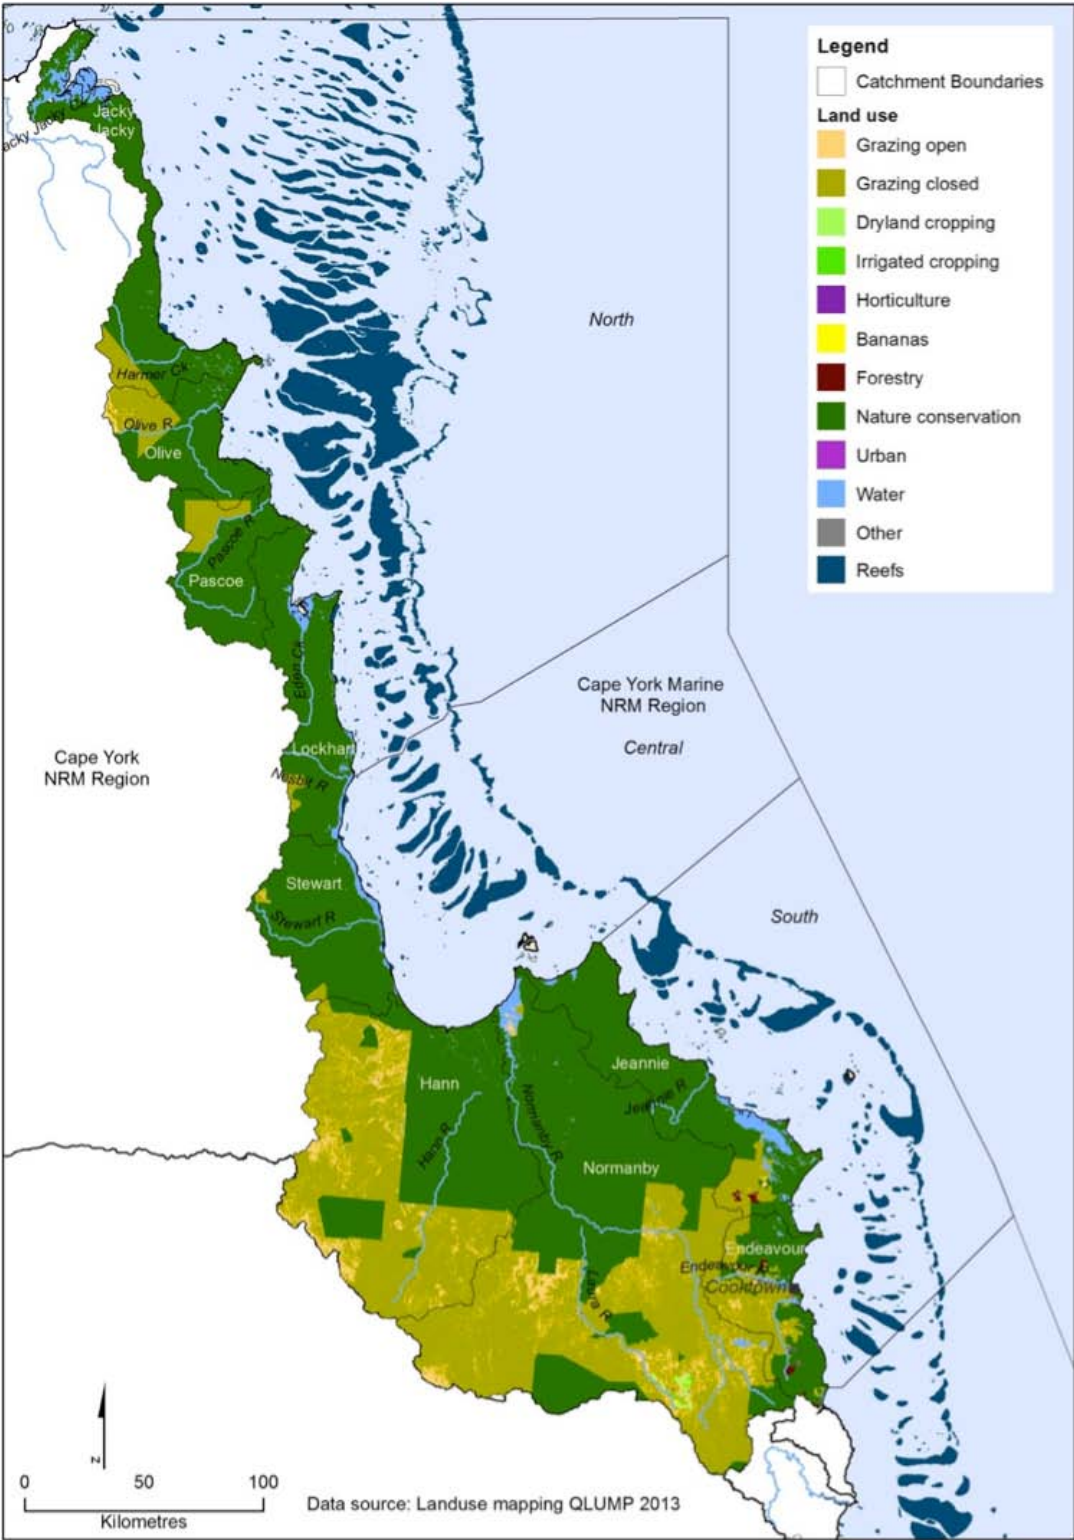 Legend
Catchment Boundaries
Land use
Grazing open
Grazing closed
Dryland cropping
Irrigated cropping
Horticulture
Bananas
Forestry
Nature conservation
Urban
Water
Other
Reefs
Jacky
Jacky
acky Jacky C
North
Harmer Ck
Olive R
Olive
Pascoe R
Pascoe
Eden Ck
Cape York Marine
NRM Region
Central
Lockhart
Cape York
NRM Region
Nesbit R
Stewart
Stewart R
South
Hann
Hann R
Normanby R
Jeannie
Jeannie R
Normanby
Endeavour
Endeavour R
Cooktown
Laura R
N
0 50 100
Kilometres
Data source: Landuse mapping QLUMP 2013